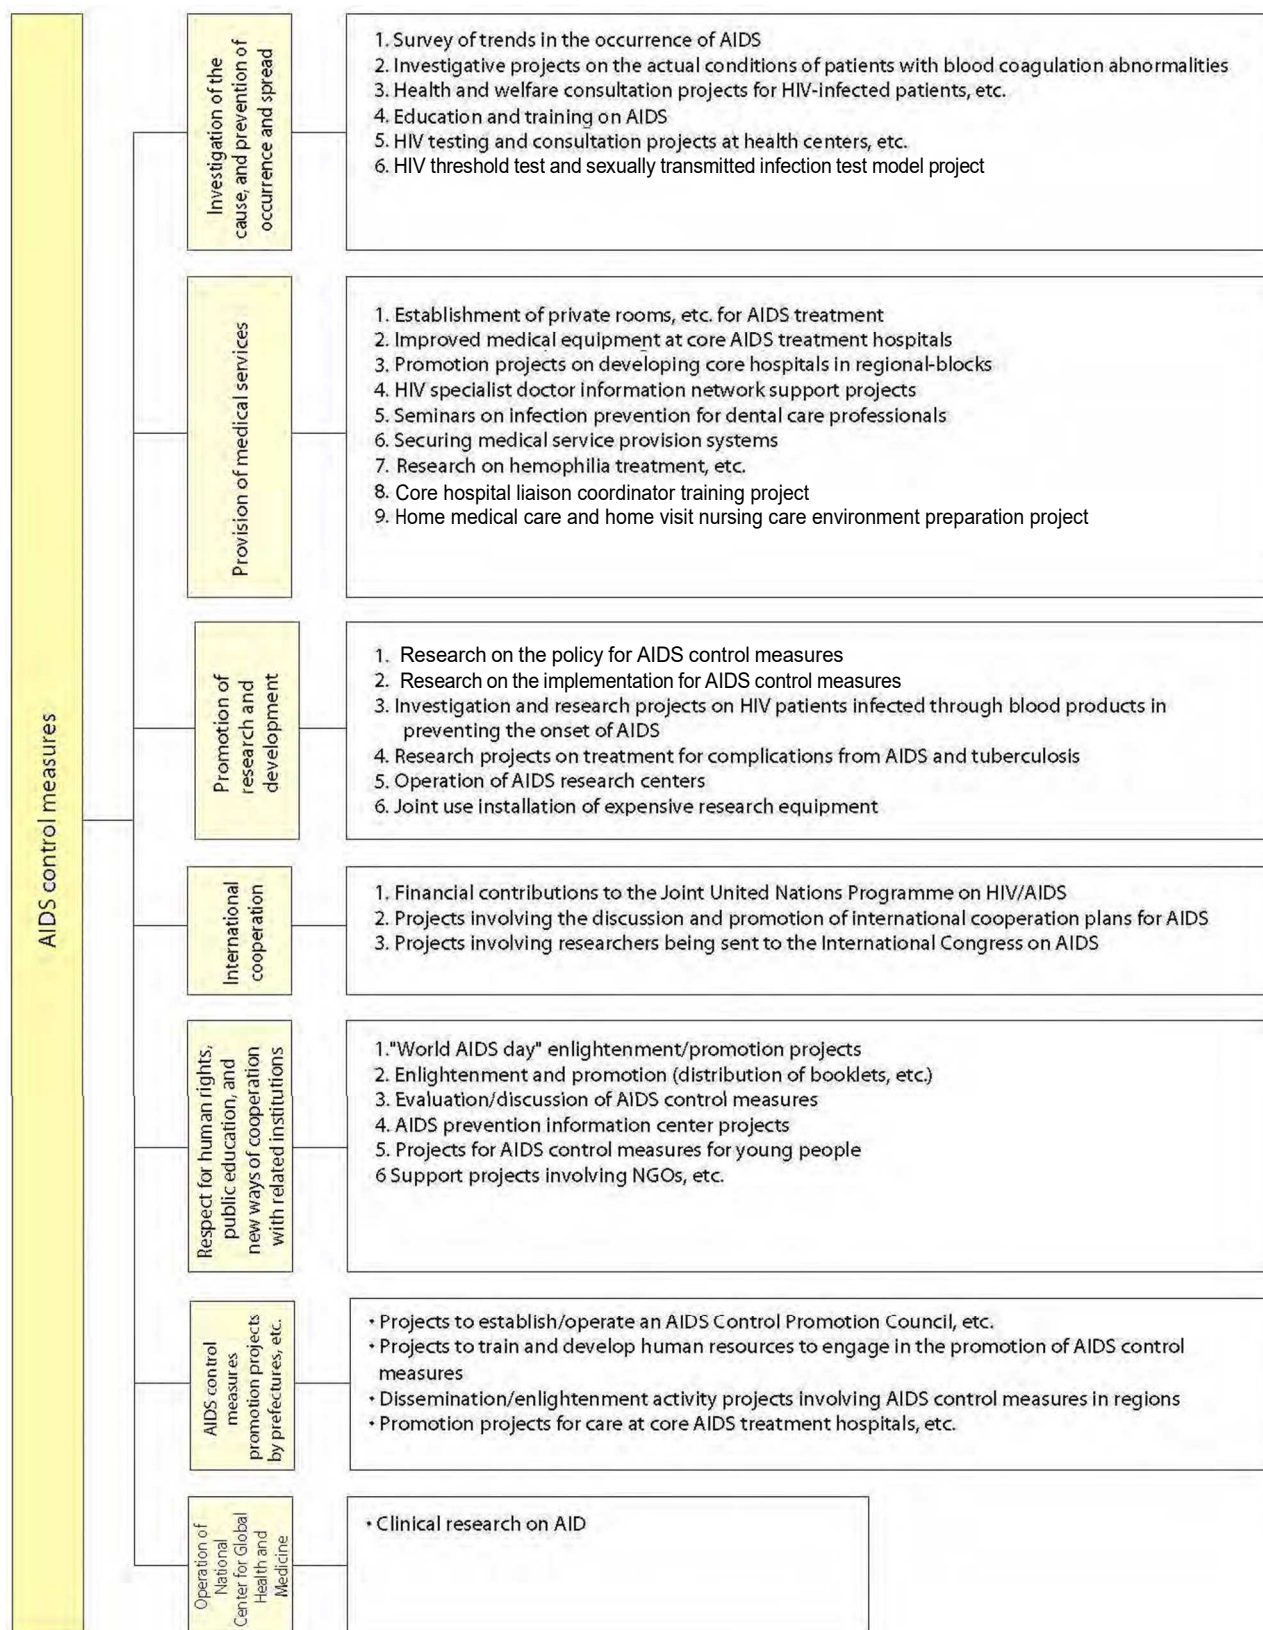 AIDS control measures
Investigation of the
cause, and prevention of
occurrence and spread
1. Survey of trends in the occurrence of AIDS
2. Investigative projects on the actual conditions of patients with blood coagulation abnormalities
3. Health and welfare consultation projects for HIV-infected patients, etc.
4. Education and training on AIDS
5. HIV testing and consultation projects at health centers, etc.
6. HIV threshold test and sexually transmitted infection test model project
Provision of medical services
1. Establishment of private rooms, etc. for AIDS treatment
2. Improved medical equipment at core AIDS treatment hospitals
3. Promotion projects on developing core hospitals in regional-blocks
4. HIV specialist doctor information network support projects
5. Seminars on infection prevention for dental care professionals
6. Securing medical service provision systems
7. Research on hemophilia treatment, etc.
8. Core hospital liaison coordinator training project
9. Home medical care and home visit nursing care environment preparation project
Promotion of
research and
development
1. Research on the policy for AIDS control measures
2. Research on the implementation for AIDS control measures
3. Investigation and research projects on HIV patients infected through blood products in
preventing the onset of AIDS
4. Research projects on treatment for complications from AIDS and tuberculosis
5. Operation of AIDS research centers
6. Joint use installation of expensive research equipment
International
cooperation
1. Financial contributions to the Joint United Nations Programme on HIV/AIDS
2. Projects involving the discussion and promotion of international cooperation plans for AIDS
3. Projects involving researchers being sent to the International Congress on AIDS
Respect for human rights,
public education, and
new ways of cooperation
with related institutions
1."World AIDS day" enlightenment/promotion projects
2. Enlightenment and promotion (distribution of booklets, etc.)
3. Evaluation/discussion of AIDS control measures
4. AIDS prevention information center projects
5. Projects for AIDS control measures for young people
6 Support projects involving NGOs, etc.
AIDS control
measures
promotion projects
by prefectures, etc.
• Projects to establish/operate an AIDS Control Promotion Council, etc.
• Projects to train and develop human resources to engage in the promotion of AIDS control
measures
• Dissemination/enlightenment activity projects involving AIDS control measures in regions
• Promotion projects for care at core AIDS treatment hospitals, etc.
Operation of
National
Center for Global
Health and
Medicine
• Clinical research on AID